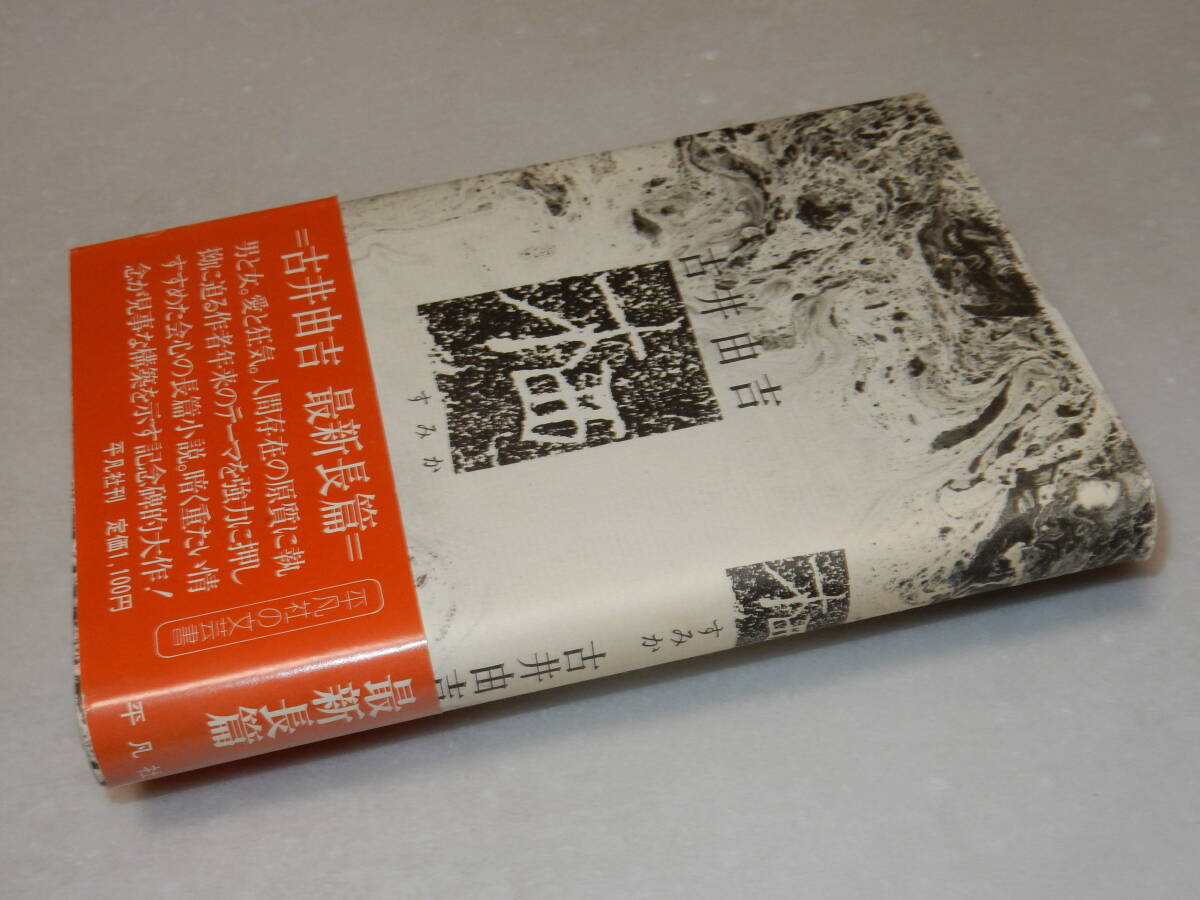 古井由吉
栖
すみか
=古井由吉 最新長篇=
男と女。愛と狂気。人間存在の原質に執
拗に迫る作者年来のテーマを強力に押し
すすめた会心の長篇小説。暗く重たい情
念が見事な構築を示す記念碑的大作!
平凡社刊 定価1,100円
平凡社の文芸書
栖
すみか
古井由吉
最新長篇
平凡社